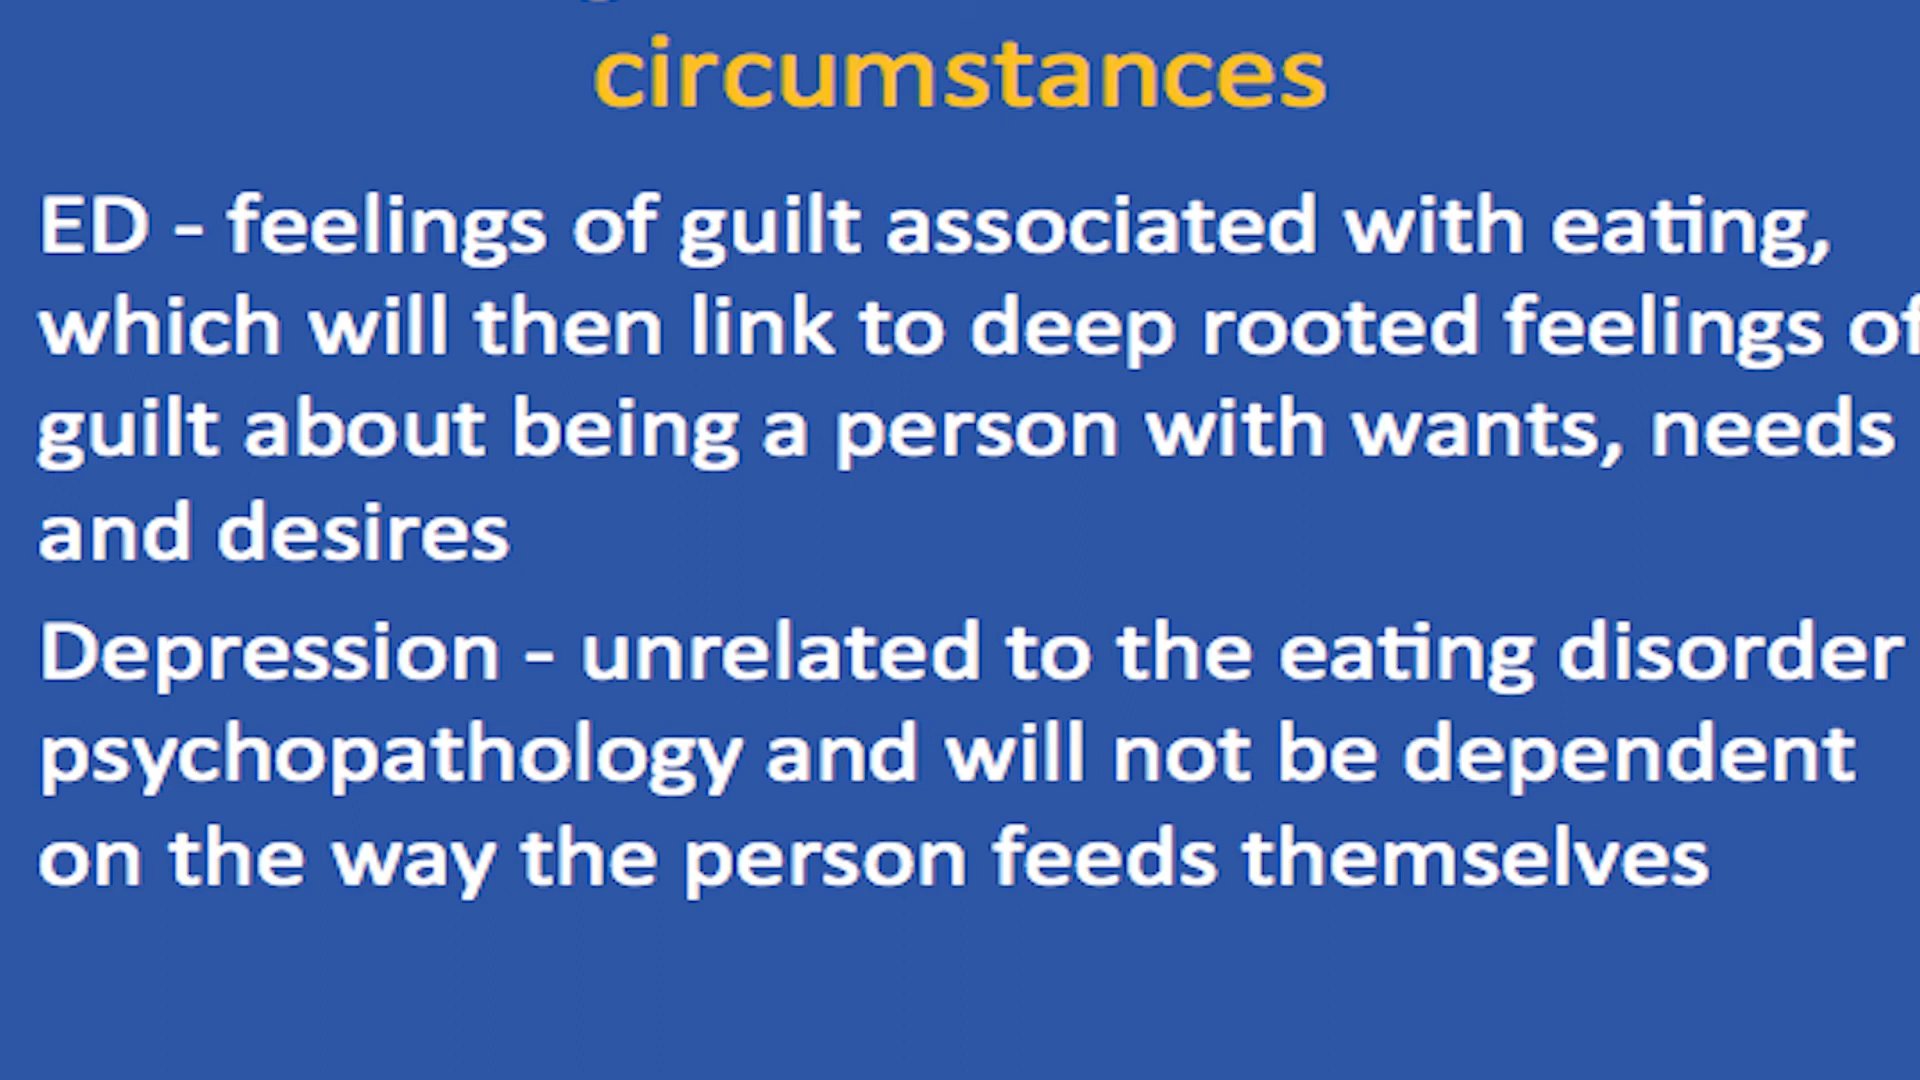 circumstances
ED - feelings of guilt associated with eating,
which will then link to deep rooted feelings of
guilt about being a person with wants, needs
and desires
Depression - unrelated to the eating disorder
psychopathology and will not be dependent
on the way the person feeds themselves